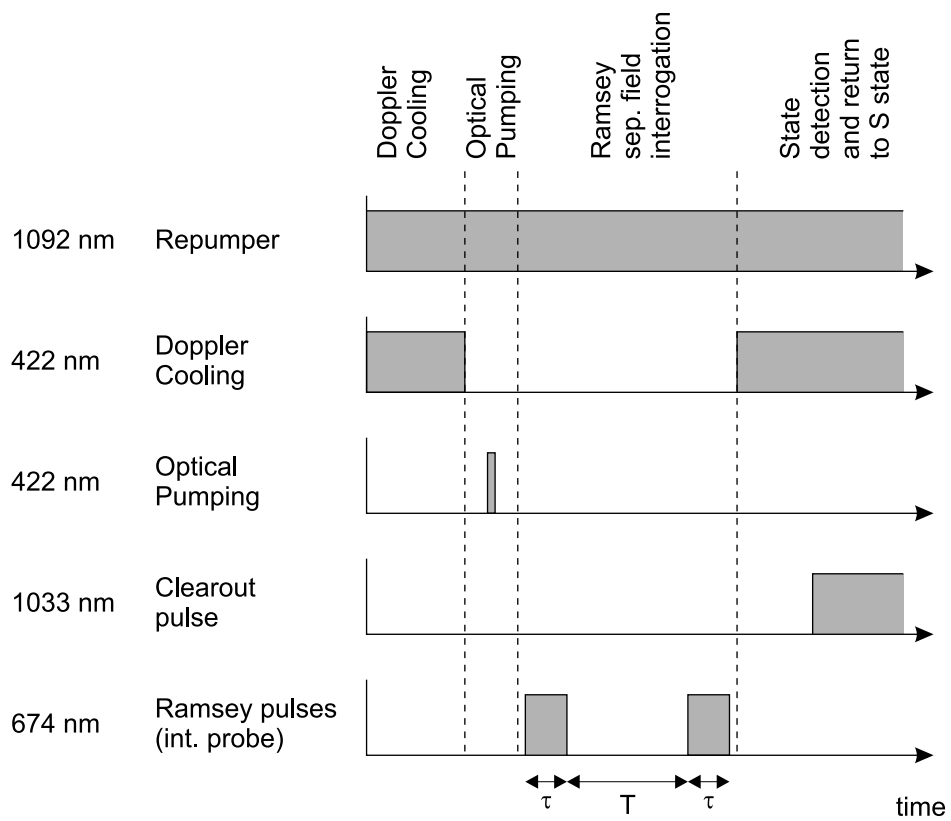 Doppler
Cooling
Optical
Pumping
Ramsey
sep. field
interrogation
State
detection
and return
to S state
1092 nm Repumper
422 nm Doppler
Cooling
422 nm Optical
Pumping
1033 nm Clearout
pulse
674 nm Ramsey pulses
(int. probe)
τ T τ
time